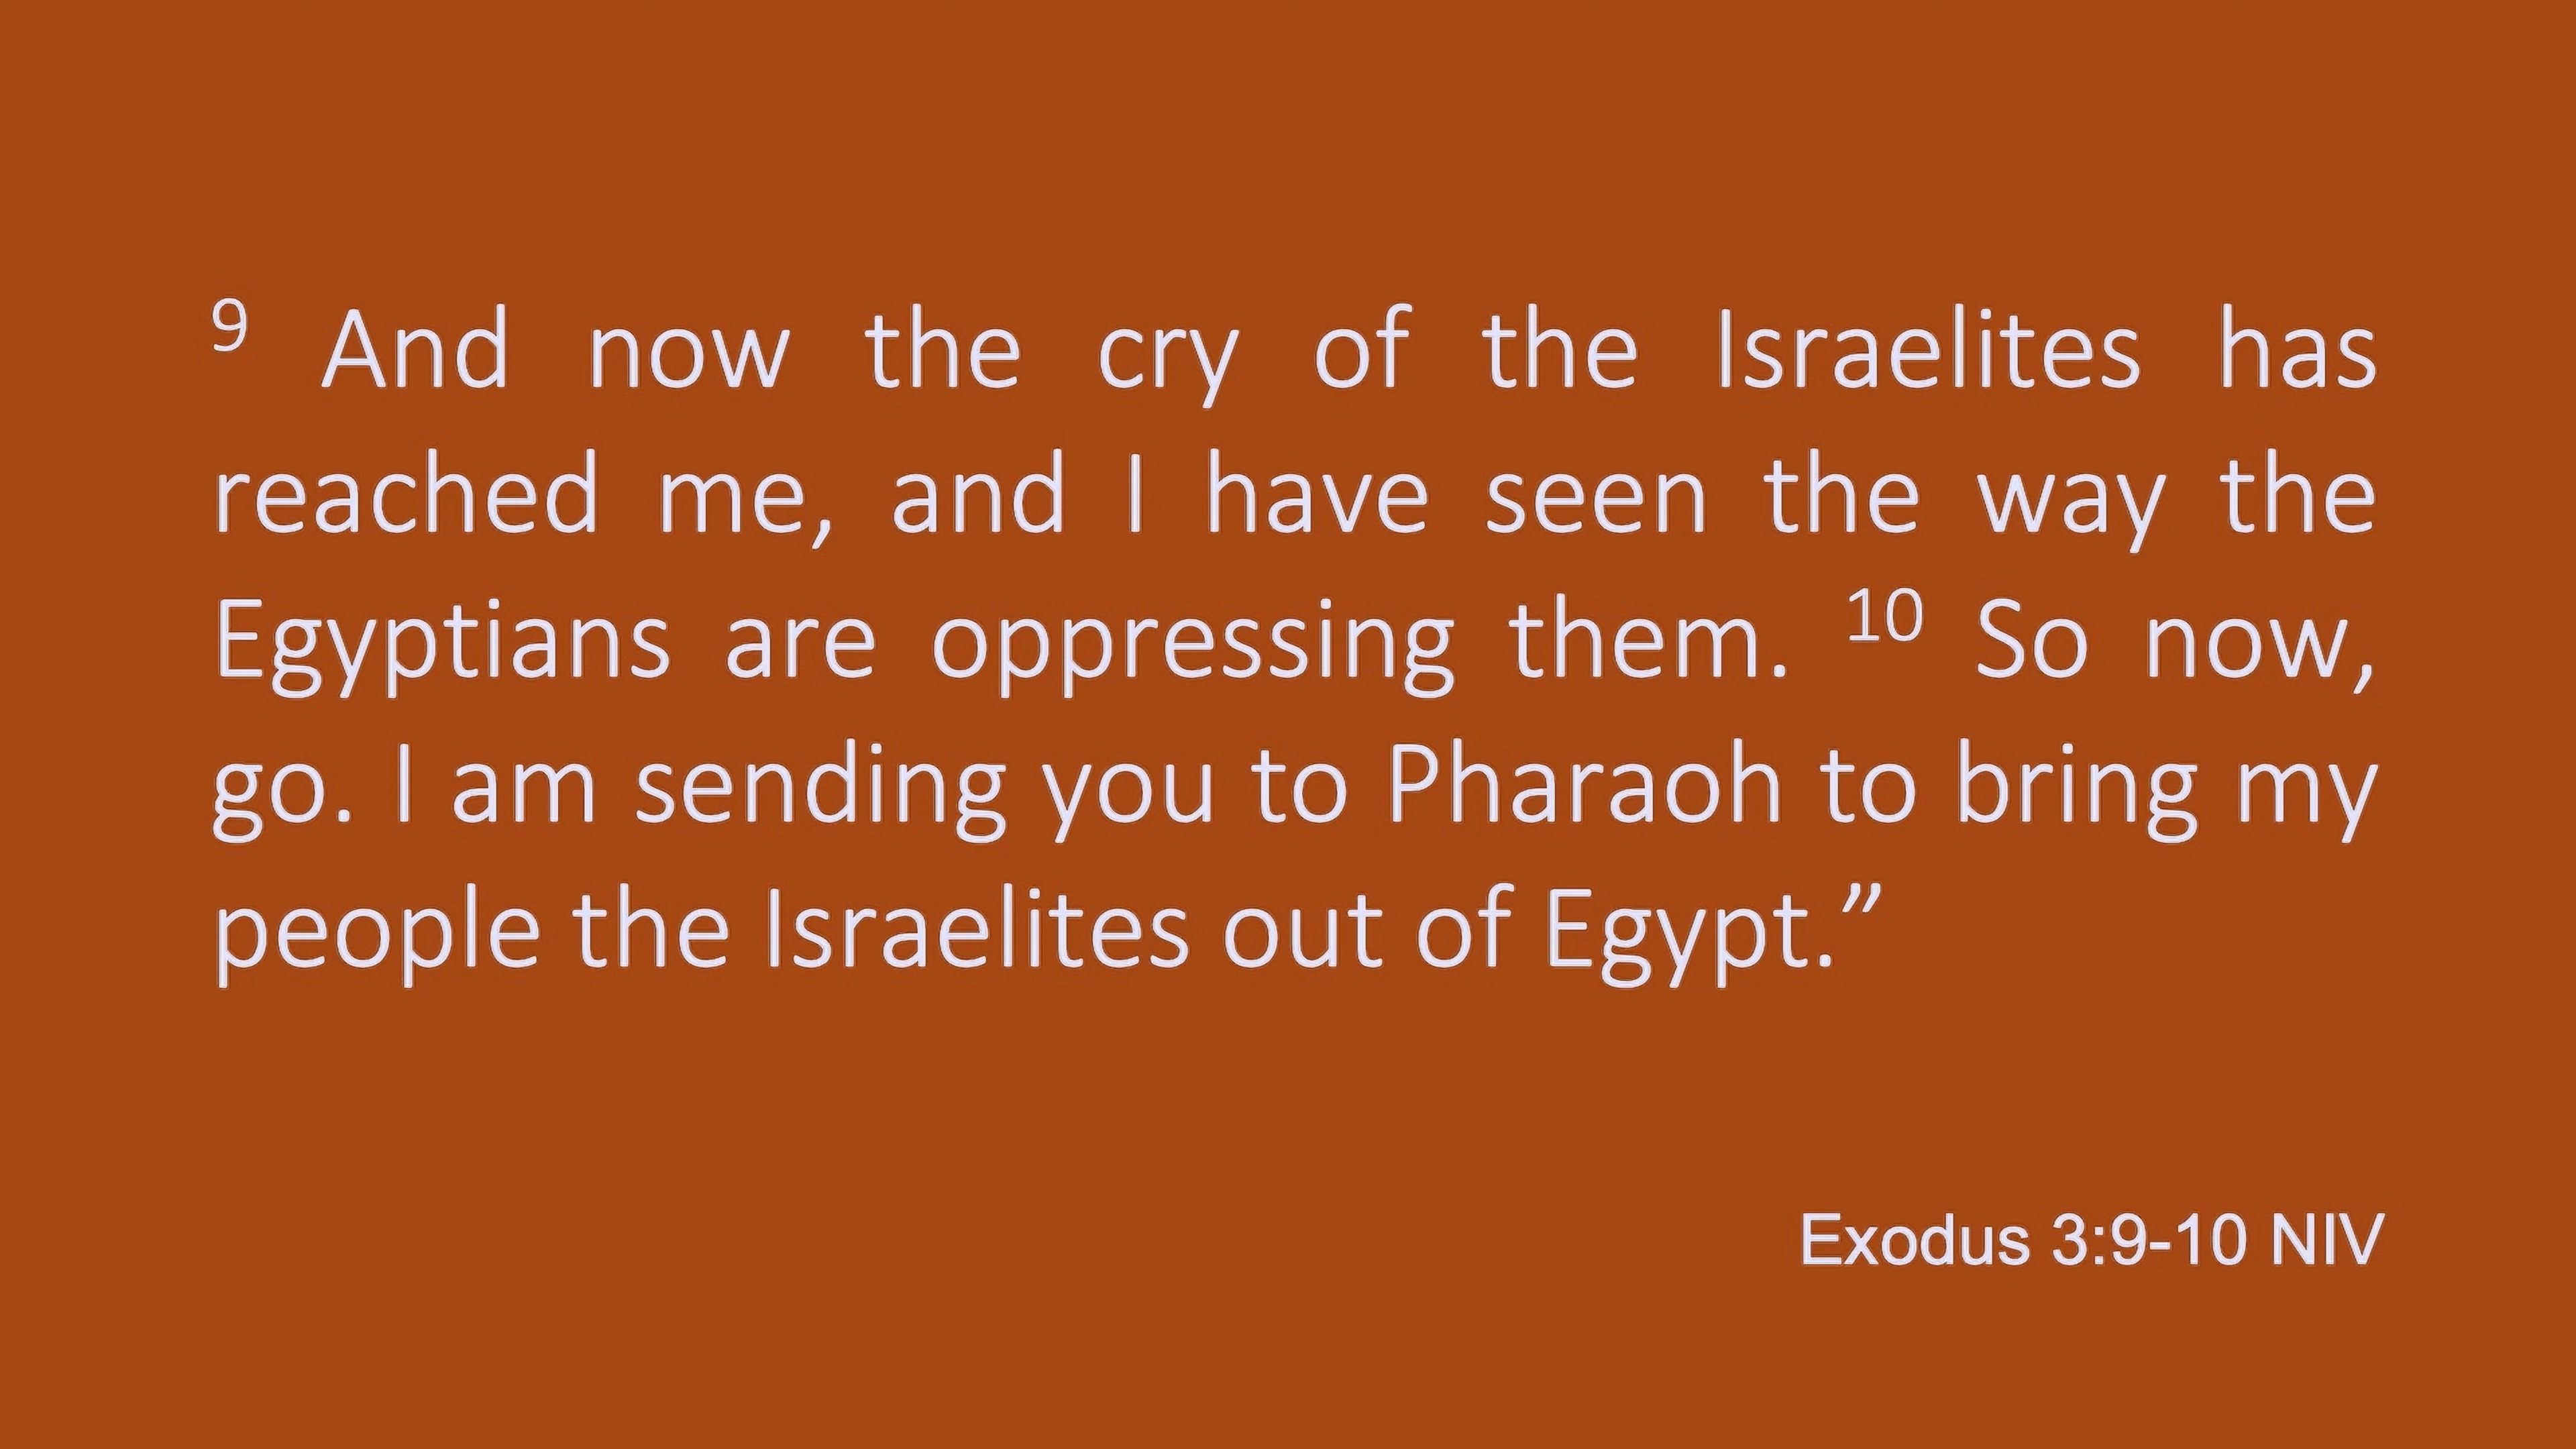 ⁹ And now the cry of the Israelites has
reached me, and I have seen the way the
Egyptians are oppressing them. ¹⁰ So now,
go. I am sending you to Pharaoh to bring my
people the Israelites out of Egypt.”
Exodus 3:9-10 NIV